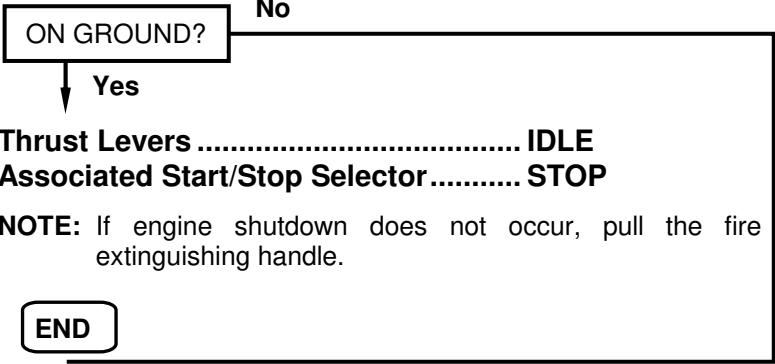 No
ON GROUND?
Yes
Thrust Levers ....................................... IDLE
Associated Start/Stop Selector........... STOP
NOTE: If engine shutdown does not occur, pull the fire
extinguishing handle.
END